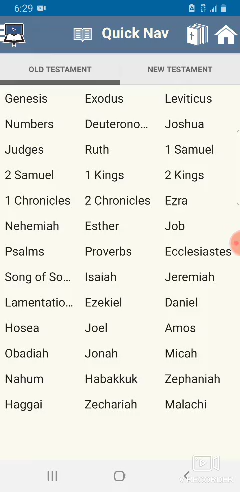 6:29
Quick Nav
OLD TESTAMENT NEW TESTAMENT
Genesis Exodus Leviticus
Numbers Deuterono... Joshua
Judges Ruth 1 Samuel
2 Samuel 1 Kings 2 Kings
1 Chronicles 2 Chronicles Ezra
Nehemiah Esther Job
Psalms Proverbs Ecclesiastes
Song of So... Isaiah Jeremiah
Lamentatio... Ezekiel Daniel
Hosea Joel Amos
Obadiah Jonah Micah
Nahum Habakkuk Zephaniah
Haggai Zechariah Malachi